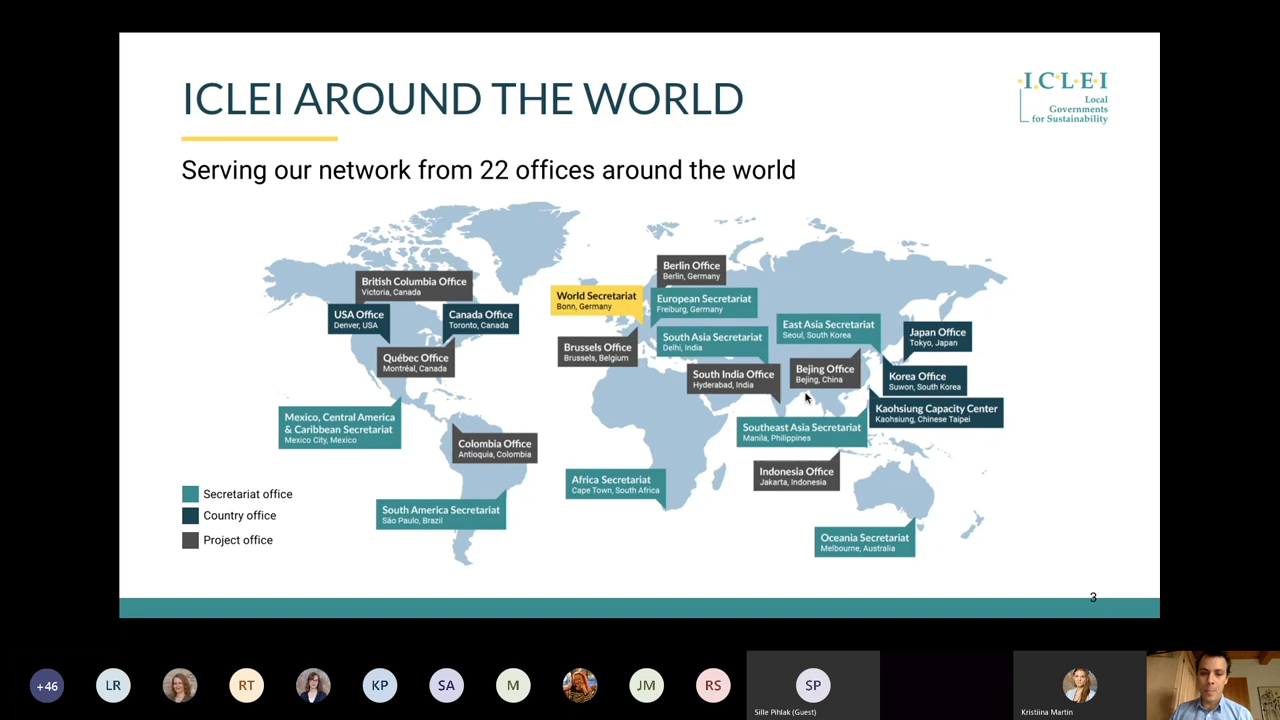 ICLEI AROUND THE WORLD
I.C.L.E.I
Local
Governments
for Sustainability
Serving our network from 22 offices around the world
British Columbia Office
Victoria, Canada
USA Office
Denver, USA
Canada Office
Toronto, Canada
Québec Office
Montréal, Canada
Mexico, Central America
& Caribbean Secretariat
Mexico City, Mexico
Colombia Office
Antioquia, Colombia
South America Secretariat
São Paulo, Brazil
World Secretariat
Bonn, Germany
Berlin Office
Berlin, Germany
European Secretariat
Freiburg, Germany
Brussels Office
Brussels, Belgium
South Asia Secretariat
Delhi, India
South India Office
Hyderabad, India
East Asia Secretariat
Seoul, South Korea
Bejing Office
Bejing, China
Japan Office
Tokyo, Japan
Korea Office
Suwon, South Korea
Kaohsiung Capacity Center
Kaohsiung, Chinese Taipei
Southeast Asia Secretariat
Manila, Philippines
Indonesia Office
Jakarta, Indonesia
Africa Secretariat
Cape Town, South Africa
Oceania Secretariat
Melbourne, Australia
Secretariat office
Country office
Project office
3
+46
LR
RT
KP
SA
M
JM
RS
SP
Sille Pihlak (Guest)
Kristiina Martin